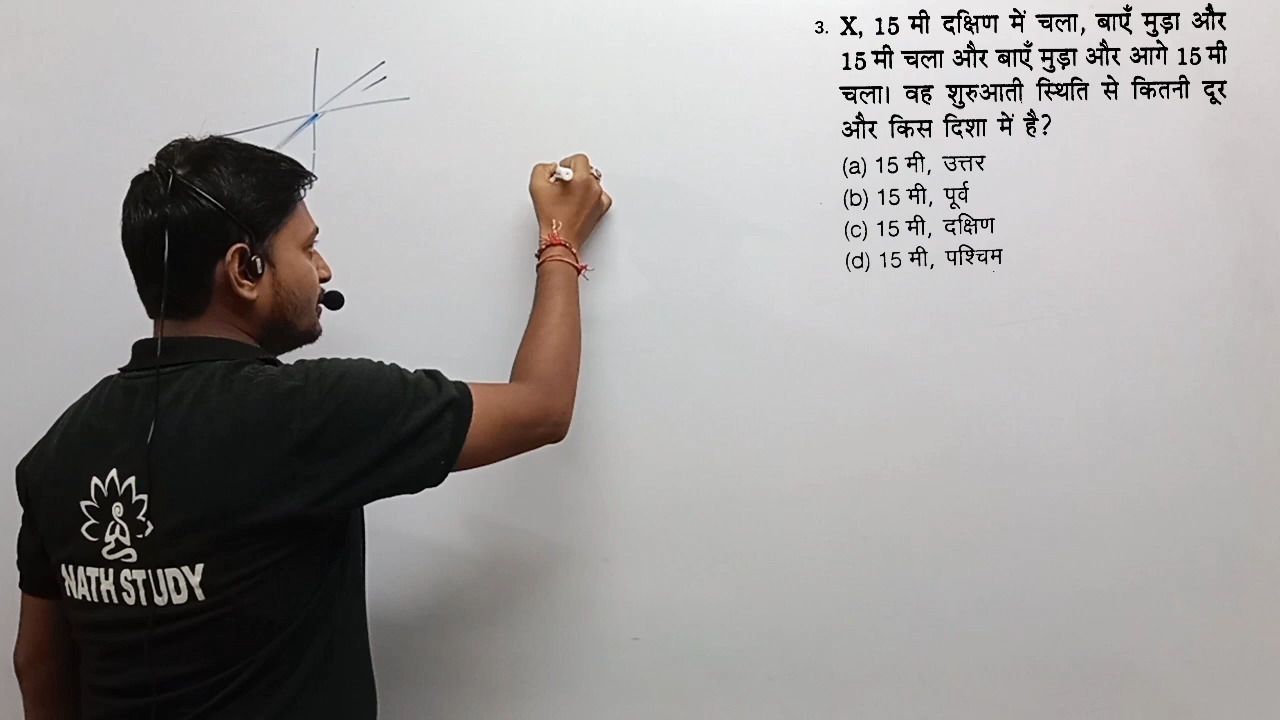 3. X, 15 मी दक्षिण में चला, बाएँ मुड़ा और
15 मी चला और बाएँ मुड़ा और आगे 15 मी
चला। वह शुरुआती स्थिति से कितनी दूर
और किस दिशा में है?
(a) 15 मी, उत्तर
(b) 15 मी, पूर्व
(c) 15 मी, दक्षिण
(d) 15 मी, पश्चिम
NATH STUDY